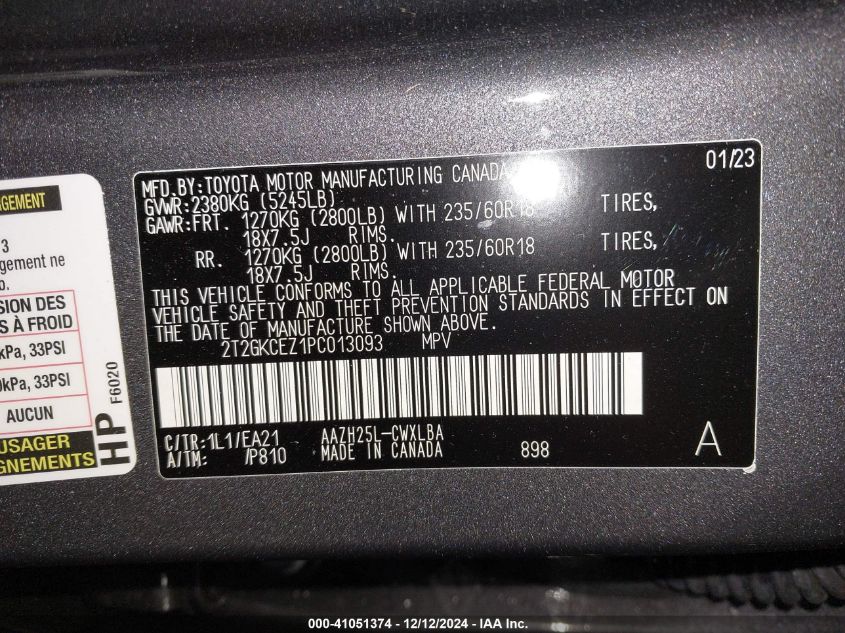 GEMENT
3
agement ne
o.
SION DES
S À FROID
kPa, 33PSI
0kPa, 33PSI
AUCUN
USAGER
GNEMENTS
HP
F6020
01/23
MFD.BY:TOYOTA MOTOR MANUFACTURING CANADA
GVWR:2380KG (5245LB)
GAWR:FRT. 1270KG (2800LB) WITH 235/60R18 TIRES,
18X7.5J RIMS.
RR. 1270KG (2800LB) WITH 235/60R18 TIRES,
18X7.5J RIMS.
THIS VEHICLE CONFORMS TO ALL APPLICABLE FEDERAL MOTOR
VEHICLE SAFETY AND THEFT PREVENTION STANDARDS IN EFFECT ON
THE DATE OF MANUFACTURE SHOWN ABOVE.
2T2GKCEZ1PC013093 MPV
C/TR:1L1/EA21 AAZH25L-CWXLBA
A/TM: /P810 MADE IN CANADA 898
A
000-41051374 - 12/12/2024 - IAA Inc.